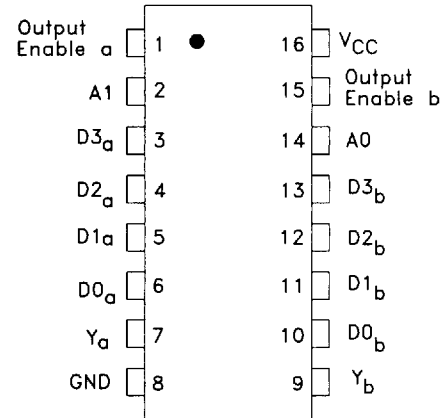 Output
Enable a 1 16 VCC
A1 2 15 Output
Enable b
D3a 3 14 A0
D2a 4 13 D3b
D1a 5 12 D2b
D0a 6 11 D1b
Ya 7 10 D0b
GND 8 9 Yb